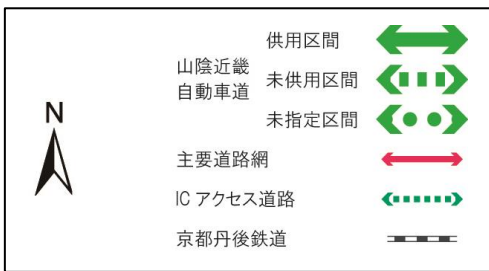 N
山陰近畿
自動車道
供用区間
未供用区間
未指定区間
主要道路網
IC アクセス道路
京都丹後鉄道